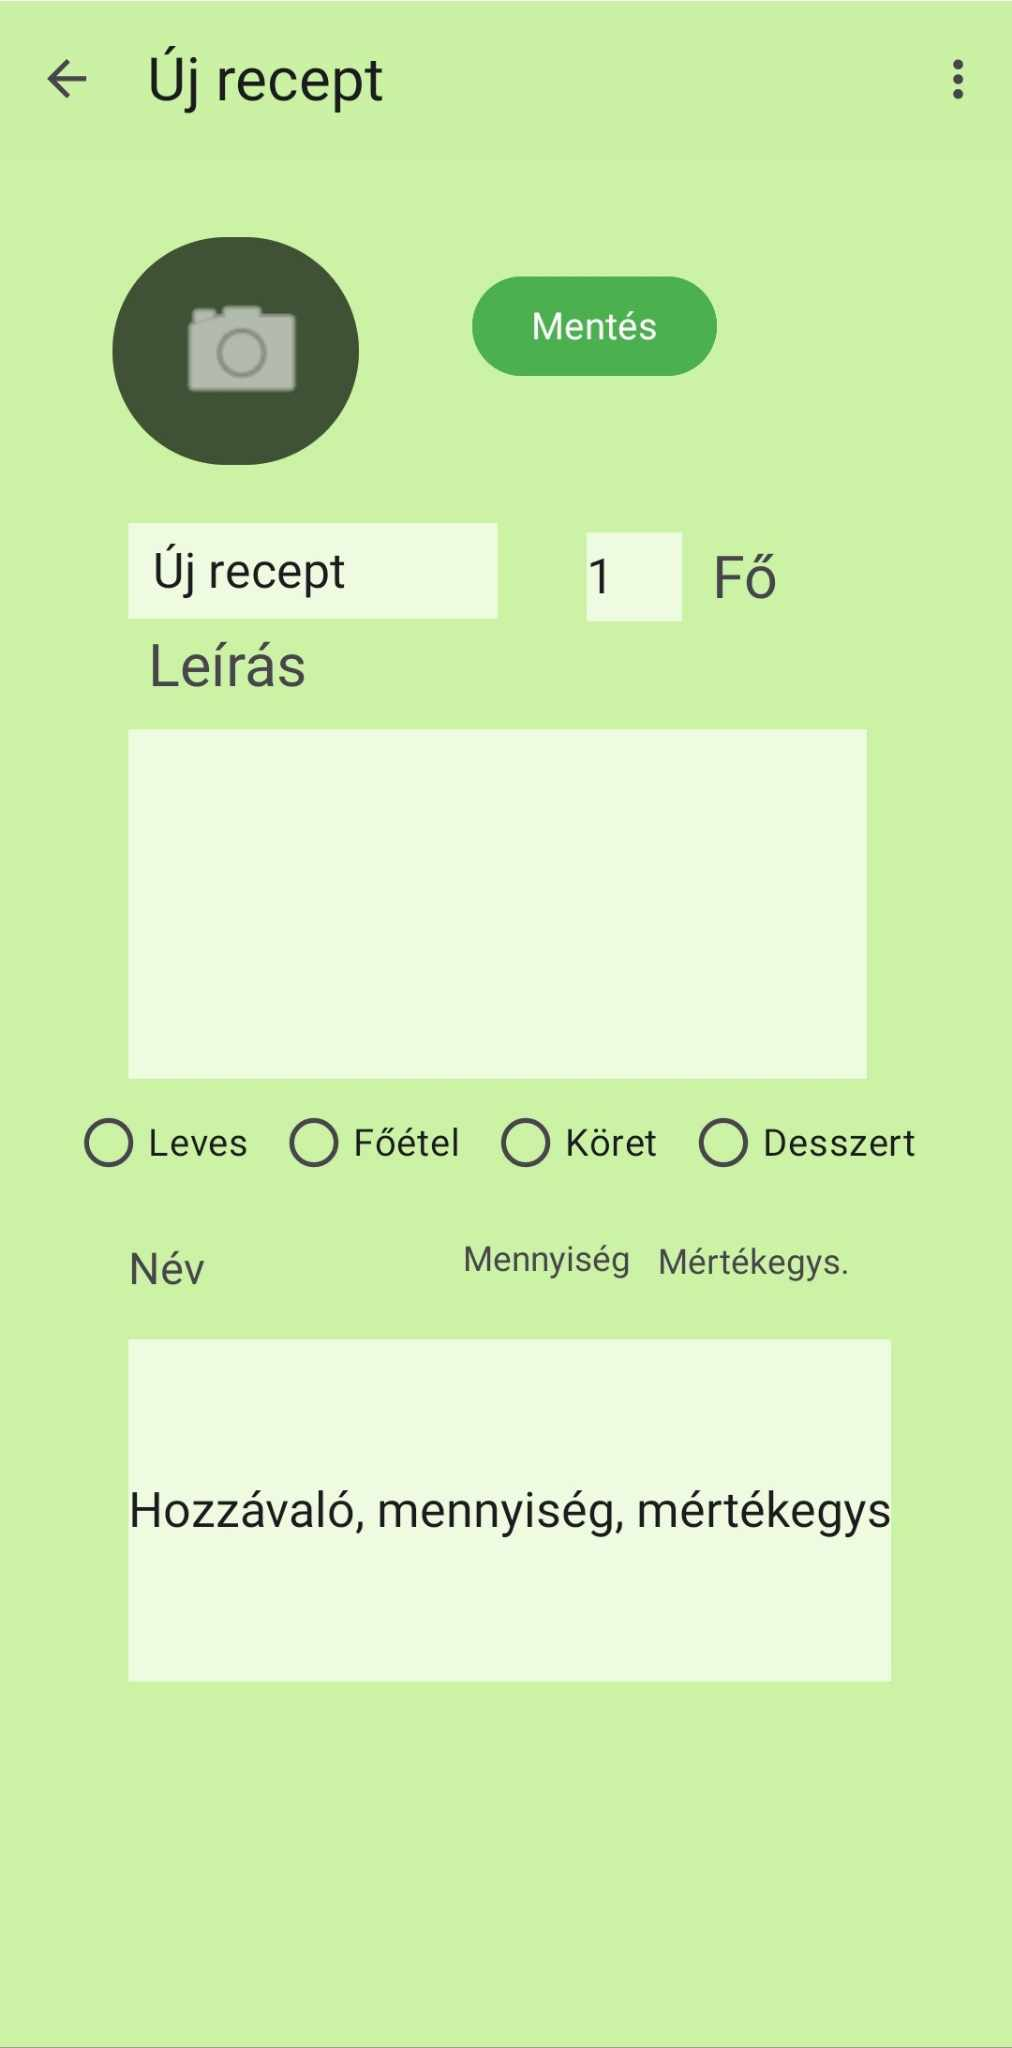 Új recept
Mentés
Új recept 1 Fő
Leírás
Leves Főétel Köret Desszert
Név Mennyiség Mértékegys.
Hozzávaló, mennyiség, mértékegys